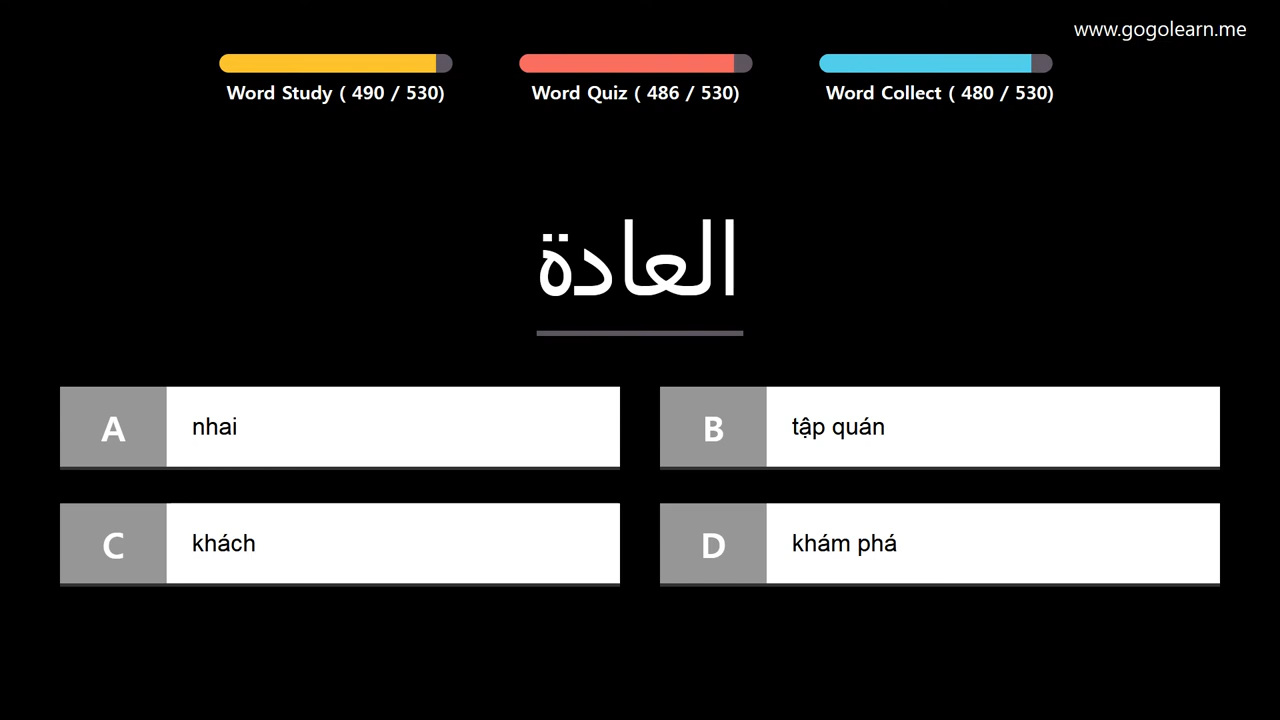 www.gogolearn.me
Word Study ( 490 / 530)
Word Quiz ( 486 / 530)
Word Collect ( 480 / 530)
العادة
A nhai
B tập quán
C khách
D khám phá